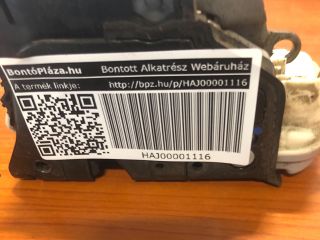 BontóPláza.hu Bontott Alkatrész Webáruház
A termék linkje: http://bpz.hu/p/HAJ00001116
HAJ00001116